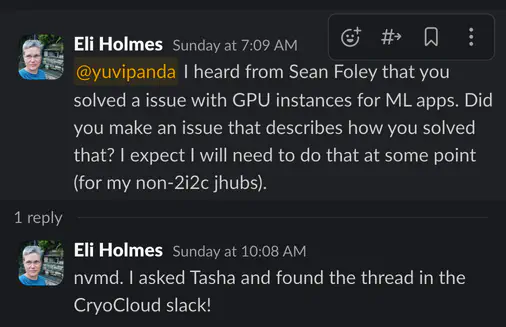 Eli Holmes Sunday at 7:09 AM
@yuvipanda I heard from Sean Foley that you
solved a issue with GPU instances for ML apps. Did
you make an issue that describes how you solved
that? I expect I will need to do that at some point
(for my non-2i2c jhubs).
1 reply
Eli Holmes Sunday at 10:08 AM
nvmd. I asked Tasha and found the thread in the
CryoCloud slack!